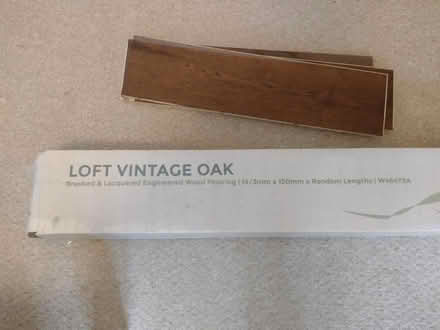 LOFT VINTAGE OAK
Brushed & Lacquered Engineered Wood Flooring | 14/3mm x 150mm x Random Lengths |